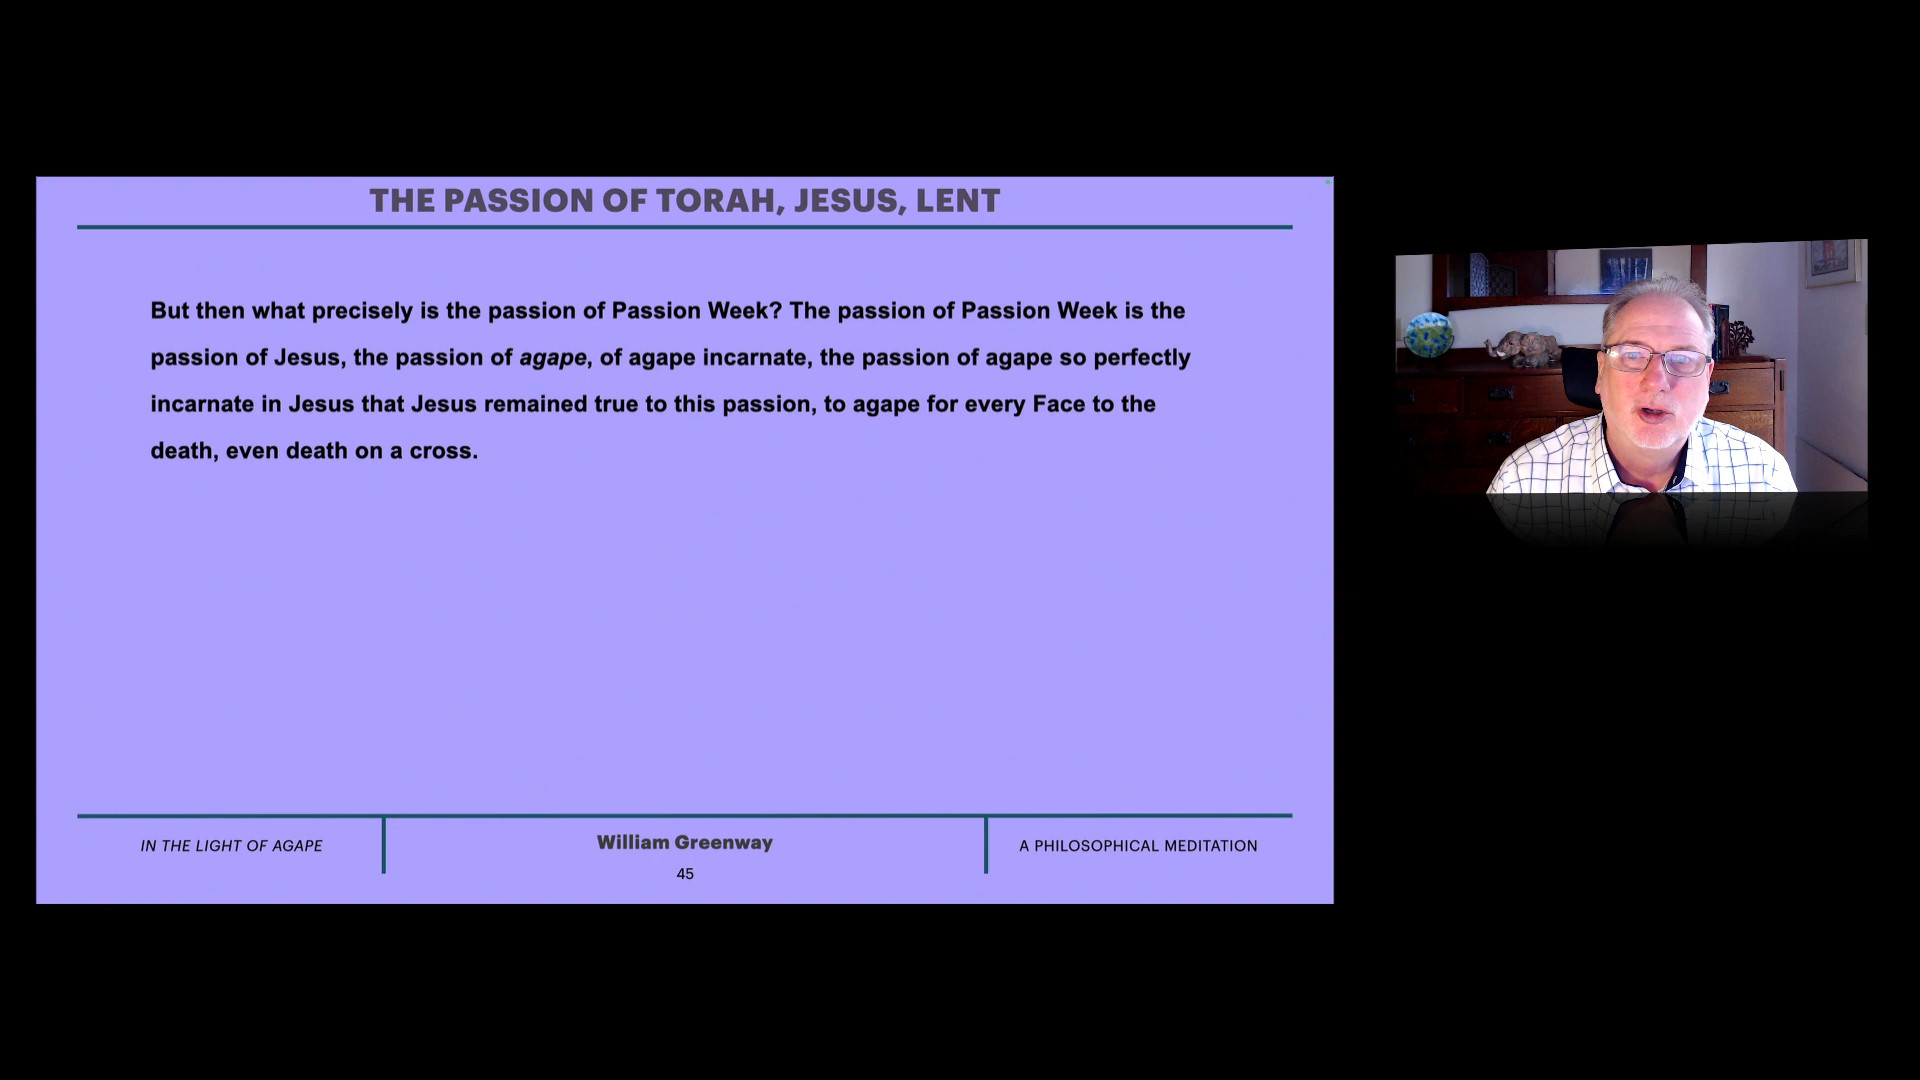 THE PASSION OF TORAH, JESUS, LENT
But then what precisely is the passion of Passion Week? The passion of Passion Week is the
passion of Jesus, the passion of agape, of agape incarnate, the passion of agape so perfectly
incarnate in Jesus that Jesus remained true to this passion, to agape for every Face to the
death, even death on a cross.
IN THE LIGHT OF AGAPE
William Greenway
45
A PHILOSOPHICAL MEDITATION